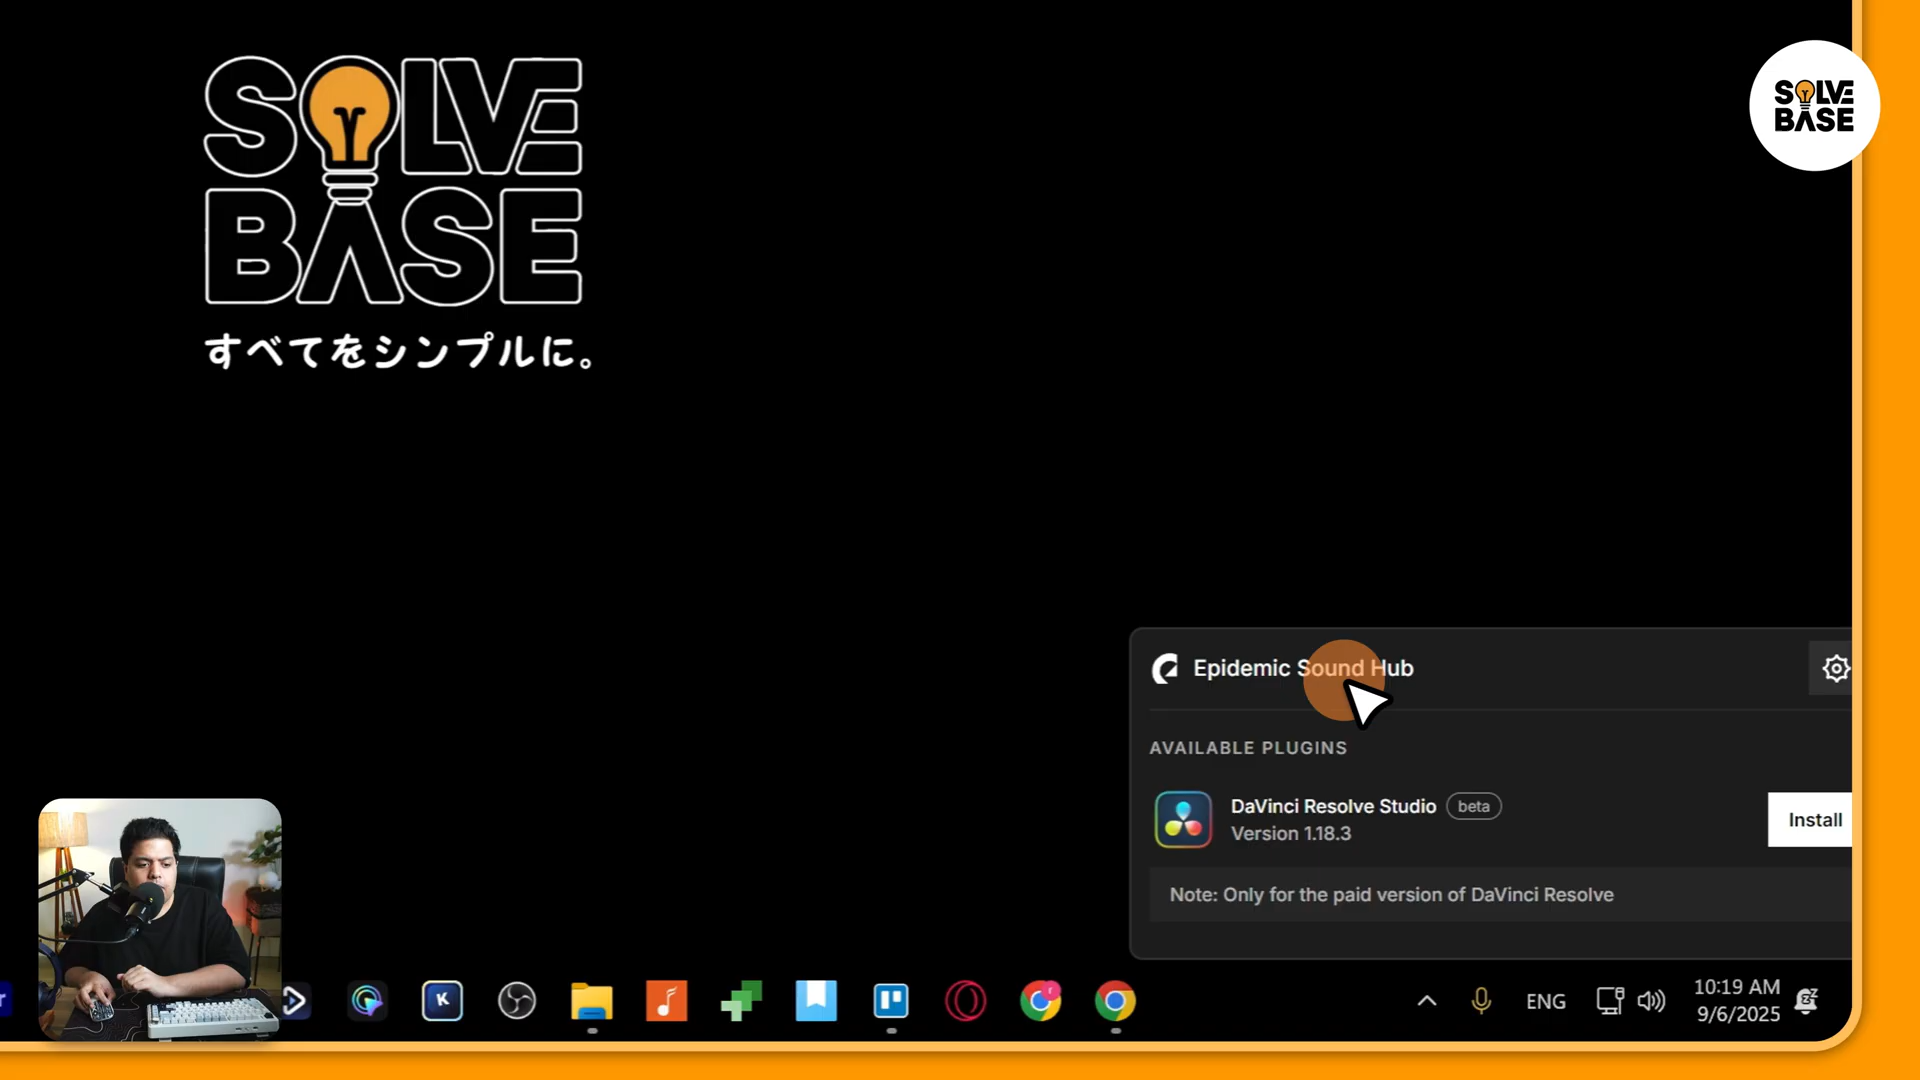 SOLVE
BASE
すべてをシンプルに。
SOLVE
BASE
Epidemic Sound Hub
AVAILABLE PLUGINS
DaVinci Resolve Studio beta
Version 1.18.3
Install
Note: Only for the paid version of DaVinci Resolve
r
K
ENG
10:19 AM
9/6/2025